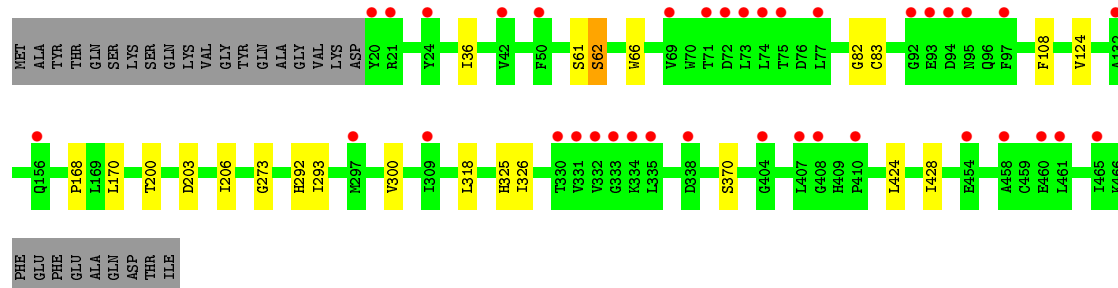 MET ALA TYR THR GLN SER LYS SER GLN LYS VAL GLY TYR GLN ALA GLY VAL LYS ASP Y20 R21 Y24 I36 V42 F50 S61 S62 W66 V69 W70 T71 D72 L73 L74 T75 D76 L77 G82 C83 G92 E93 D94 N95 Q96 F97 F108 V124 A132
Q156 P168 L169 L170 T200 D203 I206 G273 H292 I293 M297 V300 I309 L318 H325 I326 T330 V331 V332 G333 K334 L335 D338 S370 G404 L407 G408 H409 P410 L424 I428 E454 A458 C459 E460 L461 I465 K466
PHE GLU PHE GLU ALA GLN ASP THR ILE